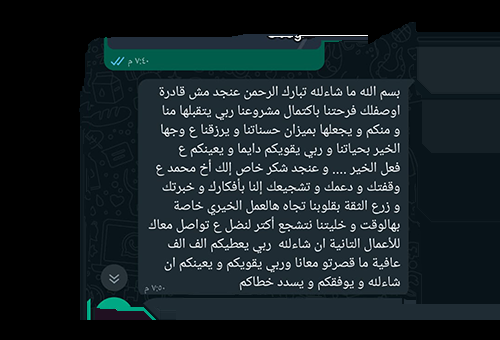 ٧:٤٠ م
بسم الله ما شاءلله تبارك الرحمن عنجد مش قادرة
اوصفلك فرحتنا باكتمال مشروعنا ربي يتقبلها منا
و منكم و يجعلها بميزان حسناتنا و يرزقنا ع وجها
الخير بحياتنا و ربي يقويكم دايما و يعينكم ع
فعل الخير .... و عنجد شكر خاص إلك أخ محمد ع
وقفتك و دعمك و تشجيعك إلنا بأفكارك و خبرتك
و زرع الثقة بقلوبنا تجاه هالعمل الخيري خاصة
بهالوقت و خليتنا نتشجع أكتر لنضل ع تواصل معاك
للأعمال التانية ان شاءلله ربي يعطيكم الف الف
عافية ما قصرتو معانا وربي يقويكم و يعينكم ان
شاءلله و يوفقكم و يسدد خطاكم
٧:٥٠ م